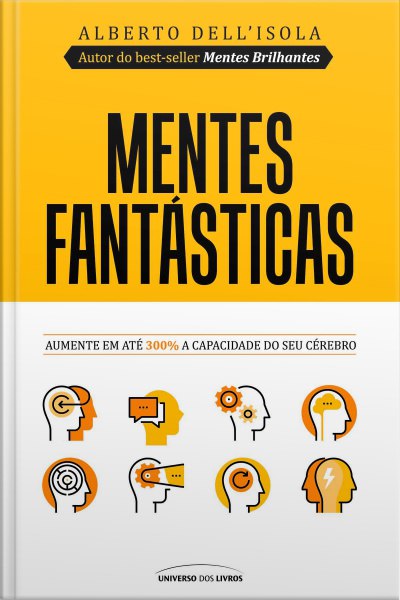 ALBERTO DELL'ISOLA
Autor do best-seller Mentes Brilhantes
MENTES
FANTÁSTICAS
AUMENTE EM ATÉ 300% A CAPACIDADE DO SEU CÉREBRO
UNIVERSO DOS LIVROS